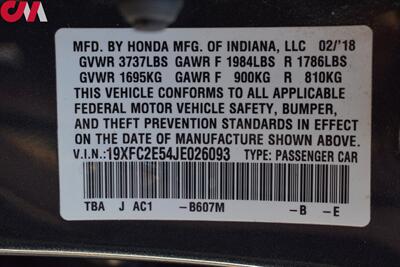 CM
MFD. BY HONDA MFG. OF INDIANA, LLC 02/'18
GVWR 3737LBS GAWR F 1984LBS R 1786LBS
GVWR 1695KG GAWR F 900KG R 810KG
THIS VEHICLE CONFORMS TO ALL APPLICABLE
FEDERAL MOTOR VEHICLE SAFETY, BUMPER,
AND THEFT PREVENTION STANDARDS IN EFFECT
ON THE DATE OF MANUFACTURE SHOWN ABOVE.
V.I.N.:19XFC2E54JE026093 TYPE: PASSENGER CAR
TBA J AC1 -B607M -B -E